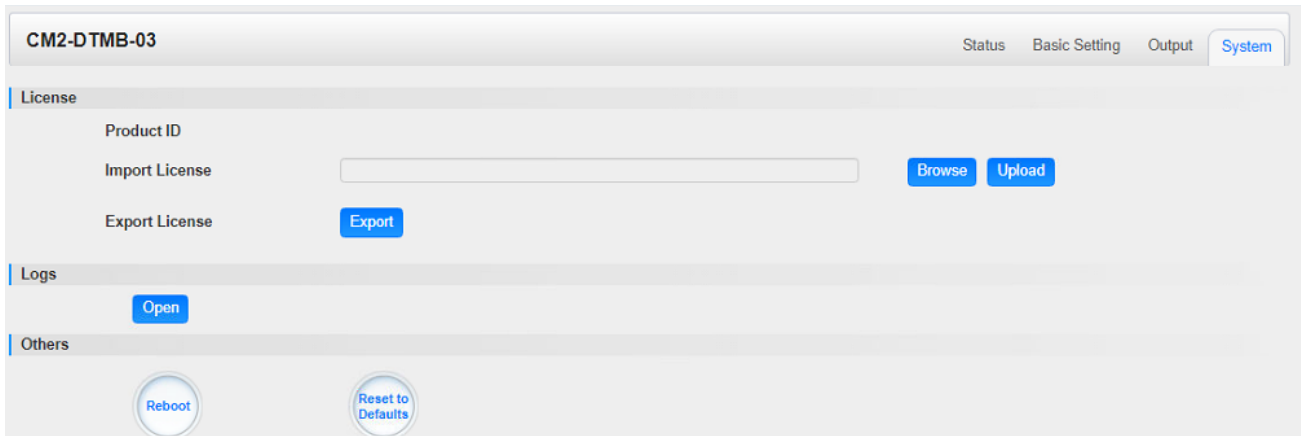 CM2-DTMB-03
Status Basic Setting Output System
License
Product ID
Import License Browse Upload
Export License Export
Logs
Open
Others
Reboot
Reset to
Defaults